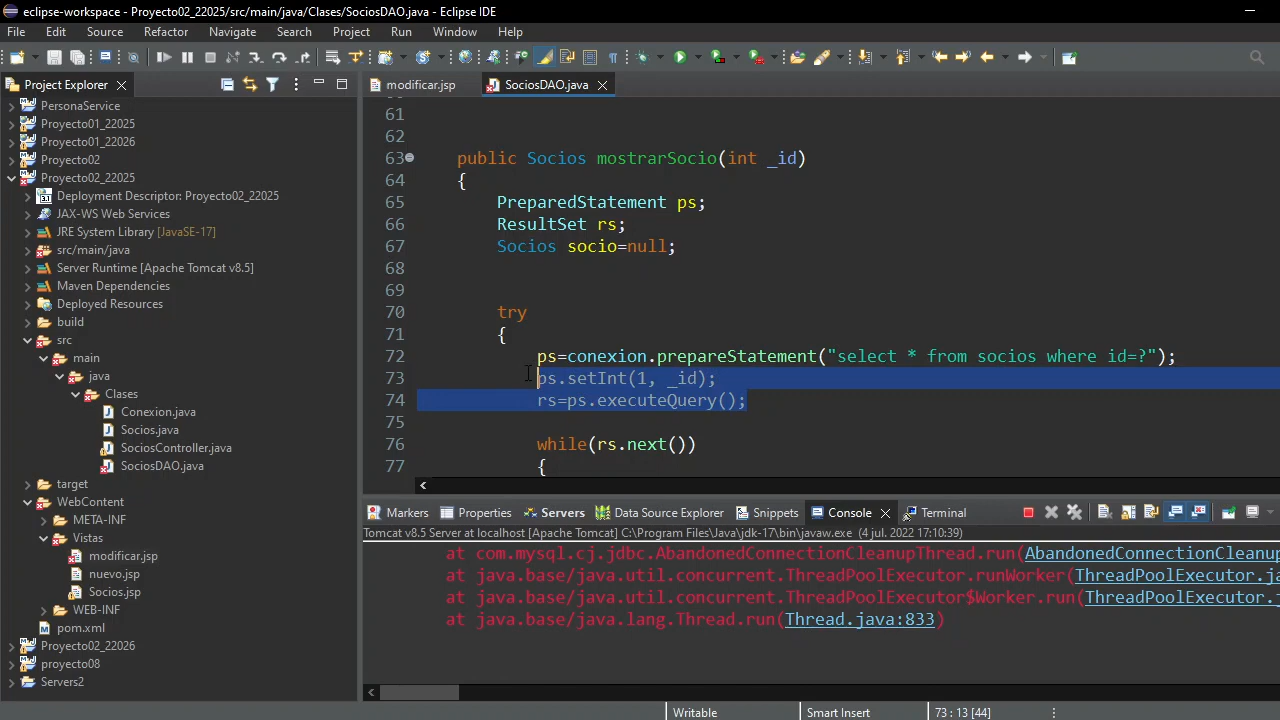 eclipse-workspace - Proyecto02_22025/src/main/java/Clases/SociosDAO.java - Eclipse IDE
File Edit Source Refactor Navigate Search Project Run Window Help
Project Explorer
modificar.jsp
SociosDAO.java
PersonaService
Proyecto01_22025
Proyecto01_22026
Proyecto02
Proyecto02_22025
Deployment Descriptor: Proyecto02_22025
JAX-WS Web Services
JRE System Library [JavaSE-17]
src/main/java
Server Runtime [Apache Tomcat v8.5]
Maven Dependencies
Deployed Resources
build
src
main
java
Clases
Conexion.java
Socios.java
SociosController.java
SociosDAO.java
target
WebContent
META-INF
Vistas
modificar.jsp
nuevo.jsp
Socios.jsp
WEB-INF
pom.xml
Proyecto02_22026
proyecto08
Servers2
61
62
63 public Socios mostrarSocio(int _id)
64 {
65 PreparedStatement ps;
66 ResultSet rs;
67 Socios socio=null;
68
69
70 try
71 {
72 ps=conexion.prepareStatement("select * from socios where id=?");
73 ps.setInt(1, _id);
74 rs=ps.executeQuery();
75
76 while(rs.next())
77 {
Markers Properties Servers Data Source Explorer Snippets Console Terminal
Tomcat v8.5 Server at localhost [Apache Tomcat] C:\Program Files\Java\jdk-17\bin\javaw.exe (4 jul. 2022 17:10:39)
at com.mysql.cj.jdbc.AbandonedConnectionCleanupThread.run(AbandonedConnectionCleanup
at java.base/java.util.concurrent.ThreadPoolExecutor.runWorker(ThreadPoolExecutor.ja
at java.base/java.util.concurrent.ThreadPoolExecutor$Worker.run(ThreadPoolExecutor.
at java.base/java.lang.Thread.run(Thread.java:833)
Writable Smart Insert 73 : 13 [44]